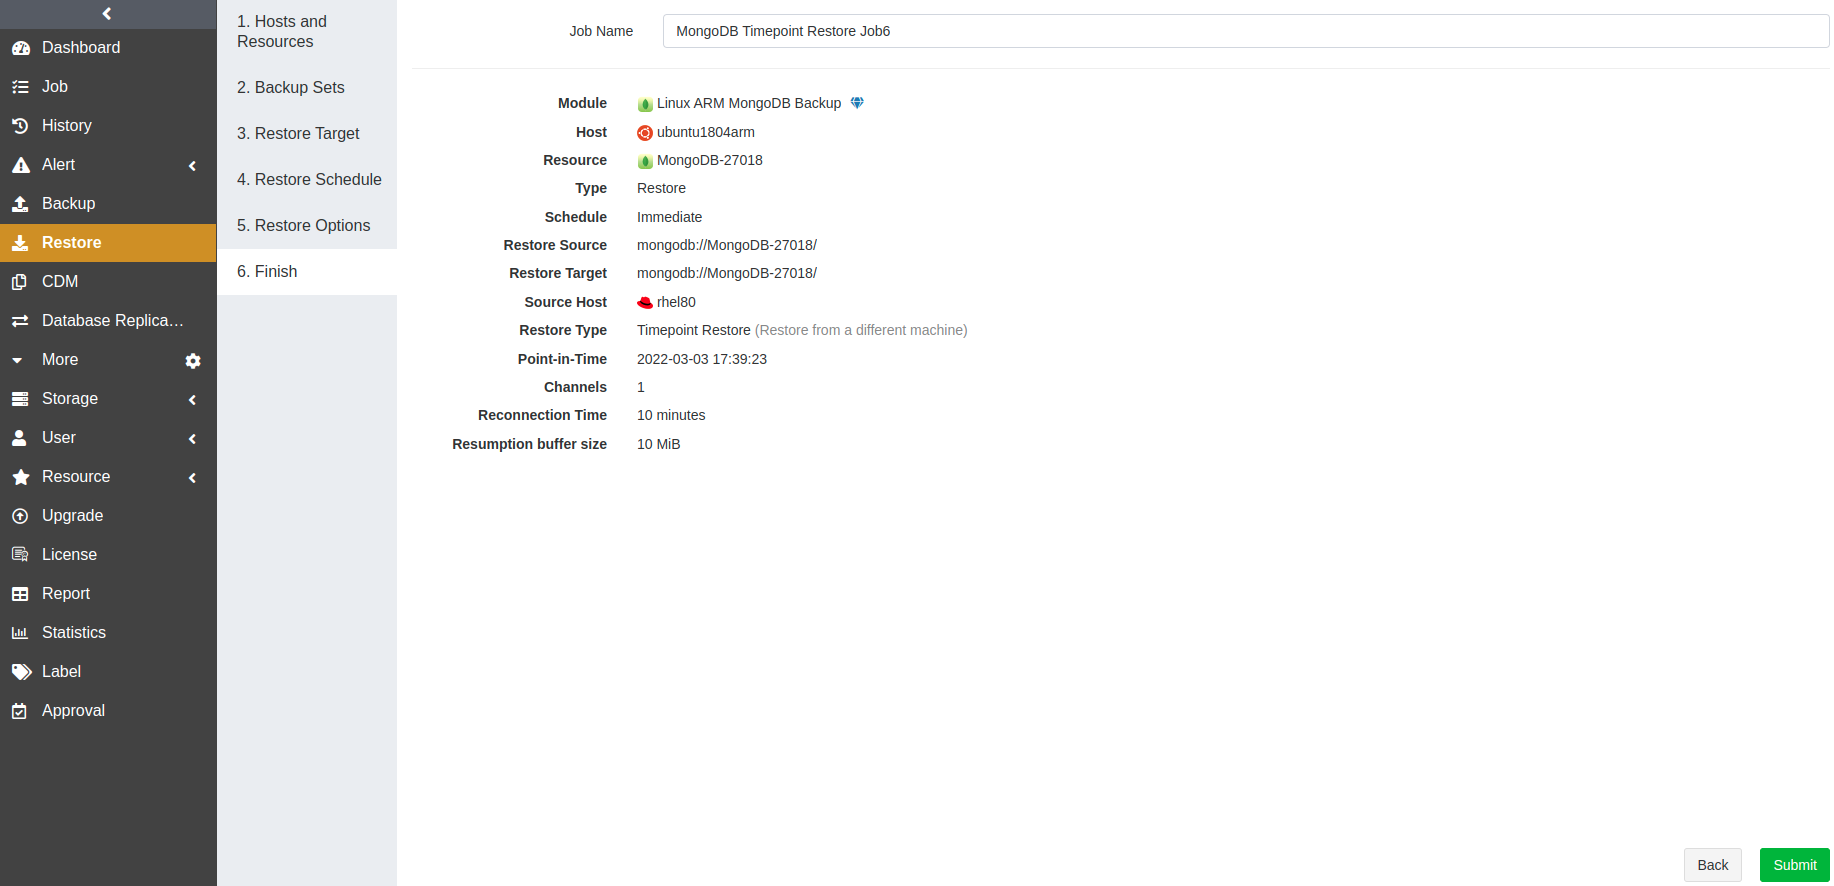 Dashboard
Job
History
Alert
Backup
Restore
CDM
Database Replica…
More
Storage
User
Resource
Upgrade
License
Report
Statistics
Label
Approval
1. Hosts and
Resources
2. Backup Sets
3. Restore Target
4. Restore Schedule
5. Restore Options
6. Finish
Job Name MongoDB Timepoint Restore Job6
Module Linux ARM MongoDB Backup
Host ubuntu1804arm
Resource MongoDB-27018
Type Restore
Schedule Immediate
Restore Source mongodb://MongoDB-27018/
Restore Target mongodb://MongoDB-27018/
Source Host rhel80
Restore Type Timepoint Restore (Restore from a different machine)
Point-in-Time 2022-03-03 17:39:23
Channels 1
Reconnection Time 10 minutes
Resumption buffer size 10 MiB
Back Submit